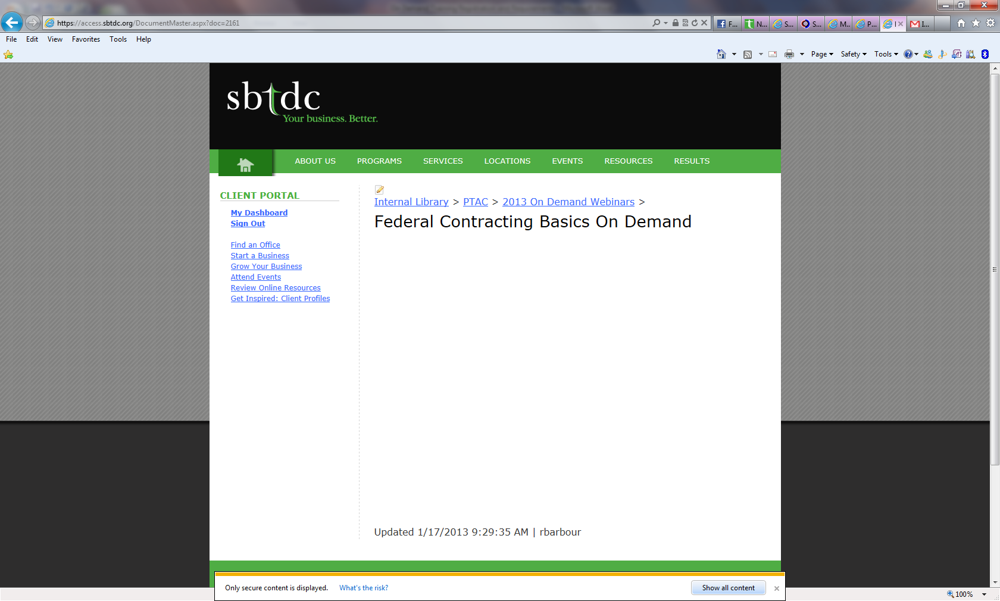 https://access.sbtdc.org/DocumentMaster.aspx?doc=2161
F...
N...
S...
S...
M...
P...
I...
File Edit View Favorites Tools Help
Page Safety Tools
sbtdc
Your business. Better.
ABOUT US PROGRAMS SERVICES LOCATIONS EVENTS RESOURCES RESULTS
CLIENT PORTAL
My Dashboard
Sign Out
Find an Office
Start a Business
Grow Your Business
Attend Events
Review Online Resources
Get Inspired: Client Profiles
Internal Library > PTAC > 2013 On Demand Webinars >
Federal Contracting Basics On Demand
Updated 1/17/2013 9:29:35 AM | rbarbour
Only secure content is displayed. What's the risk? Show all content
100%